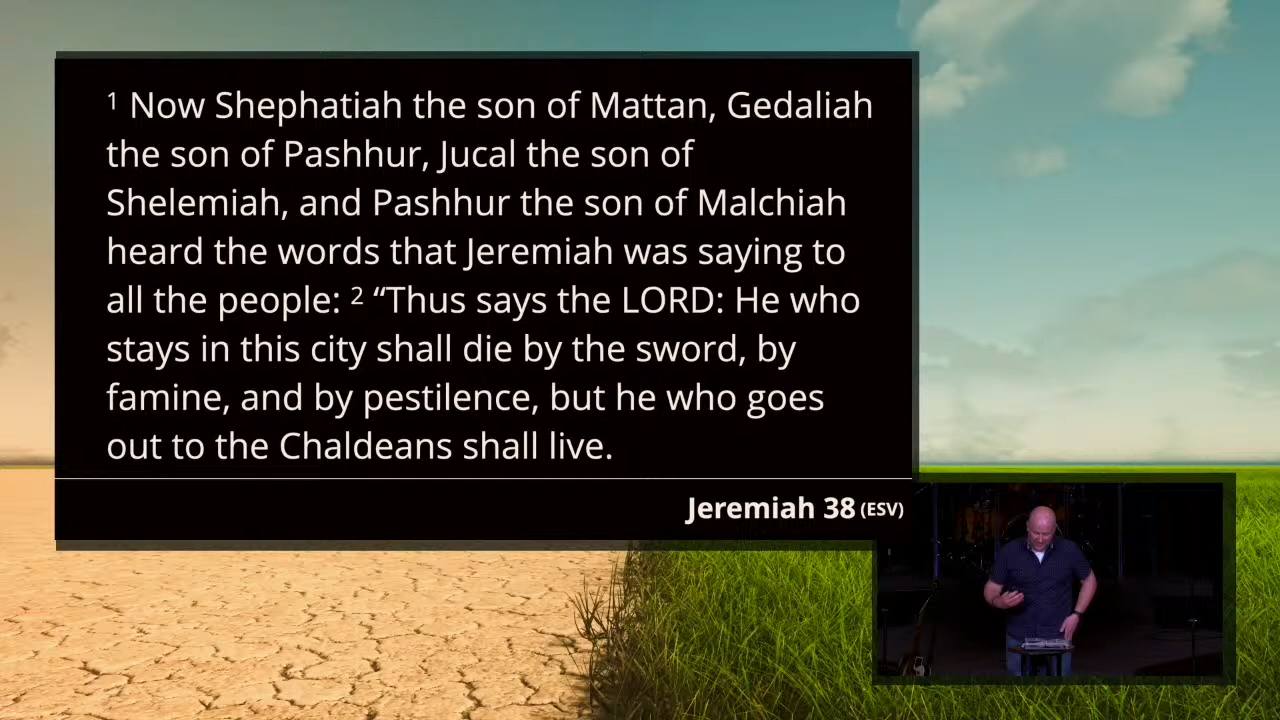 1 Now Shephatiah the son of Mattan, Gedaliah
the son of Pashhur, Jucal the son of
Shelemiah, and Pashhur the son of Malchiah
heard the words that Jeremiah was saying to
all the people: 2 “Thus says the LORD: He who
stays in this city shall die by the sword, by
famine, and by pestilence, but he who goes
out to the Chaldeans shall live.
Jeremiah 38 (ESV)